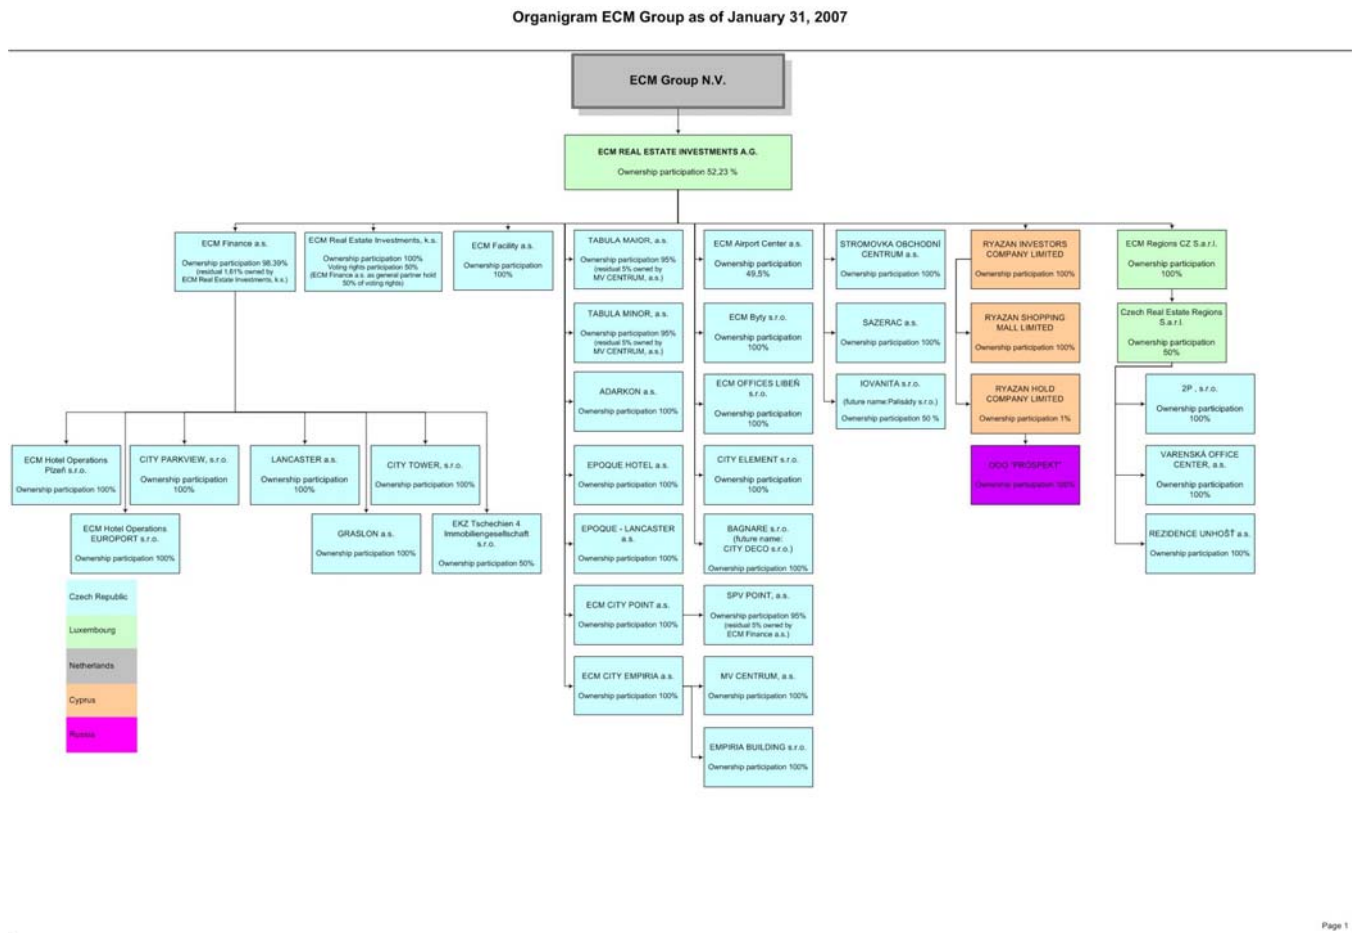 Organigram ECM Group as of January 31, 2007
ECM Group N.V.
ECM REAL ESTATE INVESTMENTS A.G.
Ownership participation 52,23 %
ECM Finance a.s.
Ownership participation 98.39%
(residual 1,61% owned by
ECM Real Estate Investments, k.s.)
ECM Real Estate Investments, k.s.
Ownership participation 100%
Voting rights participation 50%
(ECM Finance a.s. as general partner hold
50% of voting rights)
ECM Facility a.s.
Ownership participation
100%
TABULA MAIOR, a.s.
Ownership participation 95%
(residual 5% owned by
MV CENTRUM, a.s.)
ECM Airport Center a.s.
Ownership participation
49,5%
STROMOVKA OBCHODNÍ
CENTRUM a.s.
Ownership participation 100%
RYAZAN INVESTORS
COMPANY LIMITED
Ownership participation 100%
ECM Regions CZ S.a.r.l.
Ownership participation
100%
TABULA MINOR, a.s.
Ownership participation 95%
(residual 5% owned by
MV CENTRUM, a.s.)
ECM Byty s.r.o.
Ownership participation
100%
SAZERAC a.s.
Ownership participation 100%
RYAZAN SHOPPING
MALL LIMITED
Ownership participation 100%
Czech Real Estate Regions
S.a.r.l.
Ownership participation
50%
ADARKON a.s.
Ownership participation 100%
ECM OFFICES LIBEŇ
s.r.o.
Ownership participation
100%
IOVANITA s.r.o.
(future name:Palisády s.r.o.)
Ownership participation 50 %
RYAZAN HOLD
COMPANY LIMITED
Ownership participation 1%
2P . s.r.o.
Ownership participation
100%
ECM Hotel Operations
Plzeň s.r.o.
Ownership participation 100%
CITY PARKVIEW, s.r.o.
Ownership participation
100%
LANCASTER a.s.
Ownership participation
100%
CITY TOWER, s.r.o.
Ownership participation
100%
EPOQUE HOTEL a.s.
Ownership participation 100%
CITY ELEMENT s.r.o.
Ownership participation
100%
OOO "PROSPEKT"
Ownership participation 100%
VARENSKÁ OFFICE
CENTER, a.s.
Ownership participation
100%
ECM Hotel Operations
EUROPORT s.r.o.
Ownership participation 100%
GRASLON a.s.
Ownership participation 100%
EKZ Tschechien 4
Immobiliengesellschaft
s.r.o.
Ownership participation 50%
EPOQUE - LANCASTER
a.s.
Ownership participation 100%
BAGNARE s.r.o.
(future name:
CITY DECO s.r.o.)
Ownership participation 100%
REZIDENCE UNHOŠŤ a.s.
Ownership participation 100%
ECM CITY POINT a.s.
Ownership participation 100%
SPV POINT, a.s.
Ownership participation 95%
(residual 5% owned by
ECM Finance a.s.)
ECM CITY EMPIRIA a.s.
Ownership participation 100%
MV CENTRUM, a.s.
Ownership participation 100%
EMPIRIA BUILDING s.r.o.
Ownership participation 100%
Czech Republic
Luxembourg
Netherlands
Cyprus
Russia
Page 1